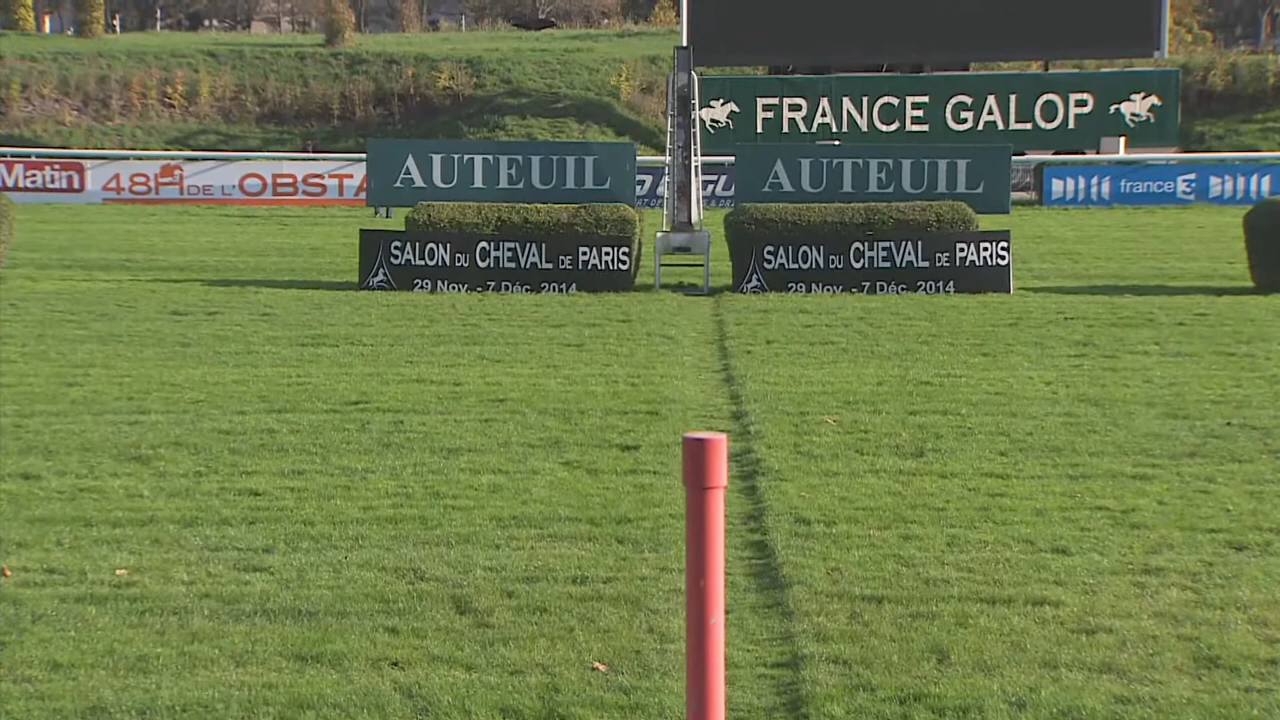 FRANCE GALOP
Matin
48H DE L'OBSTA
AUTEUIL
AUTEUIL
france 3
SALON DU CHEVAL DE PARIS
29 Nov. - 7 Déc. 2014
SALON DU CHEVAL DE PARIS
29 Nov. - 7 Déc. 2014